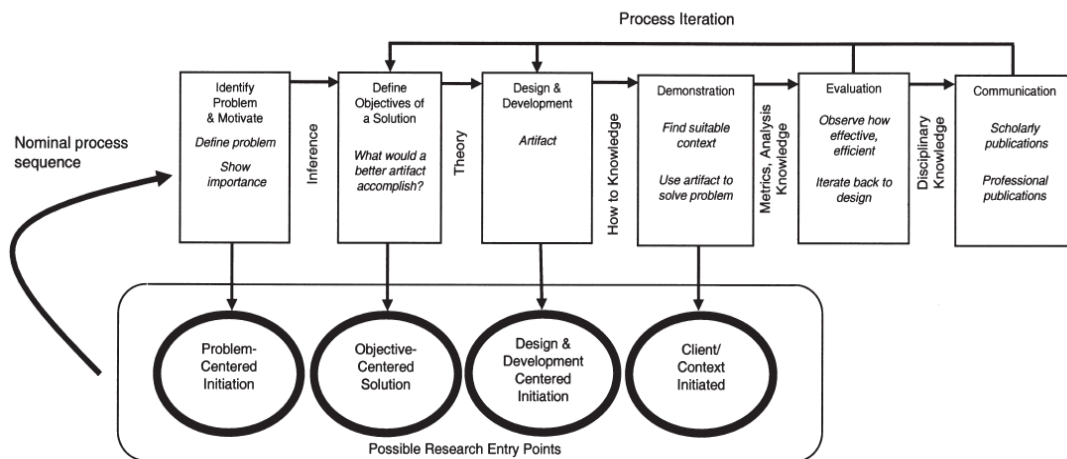 Process Iteration
Nominal process
sequence
Identify
Problem
& Motivate
Define problem
Show
importance
Inference
Define
Objectives of
a Solution
What would a
better artifact
accomplish?
Theory
Design &
Development
Artifact
How to Knowledge
Demonstration
Find suitable
context
Use artifact to
solve problem
Metrics, Analysis
Knowledge
Evaluation
Observe how
effective,
efficient
Iterate back to
design
Disciplinary
Knowledge
Communication
Scholarly
publications
Professional
publications
Problem-
Centered
Initiation
Objective-
Centered
Solution
Design &
Development
Centered
Initiation
Client/
Context
Initiated
Possible Research Entry Points